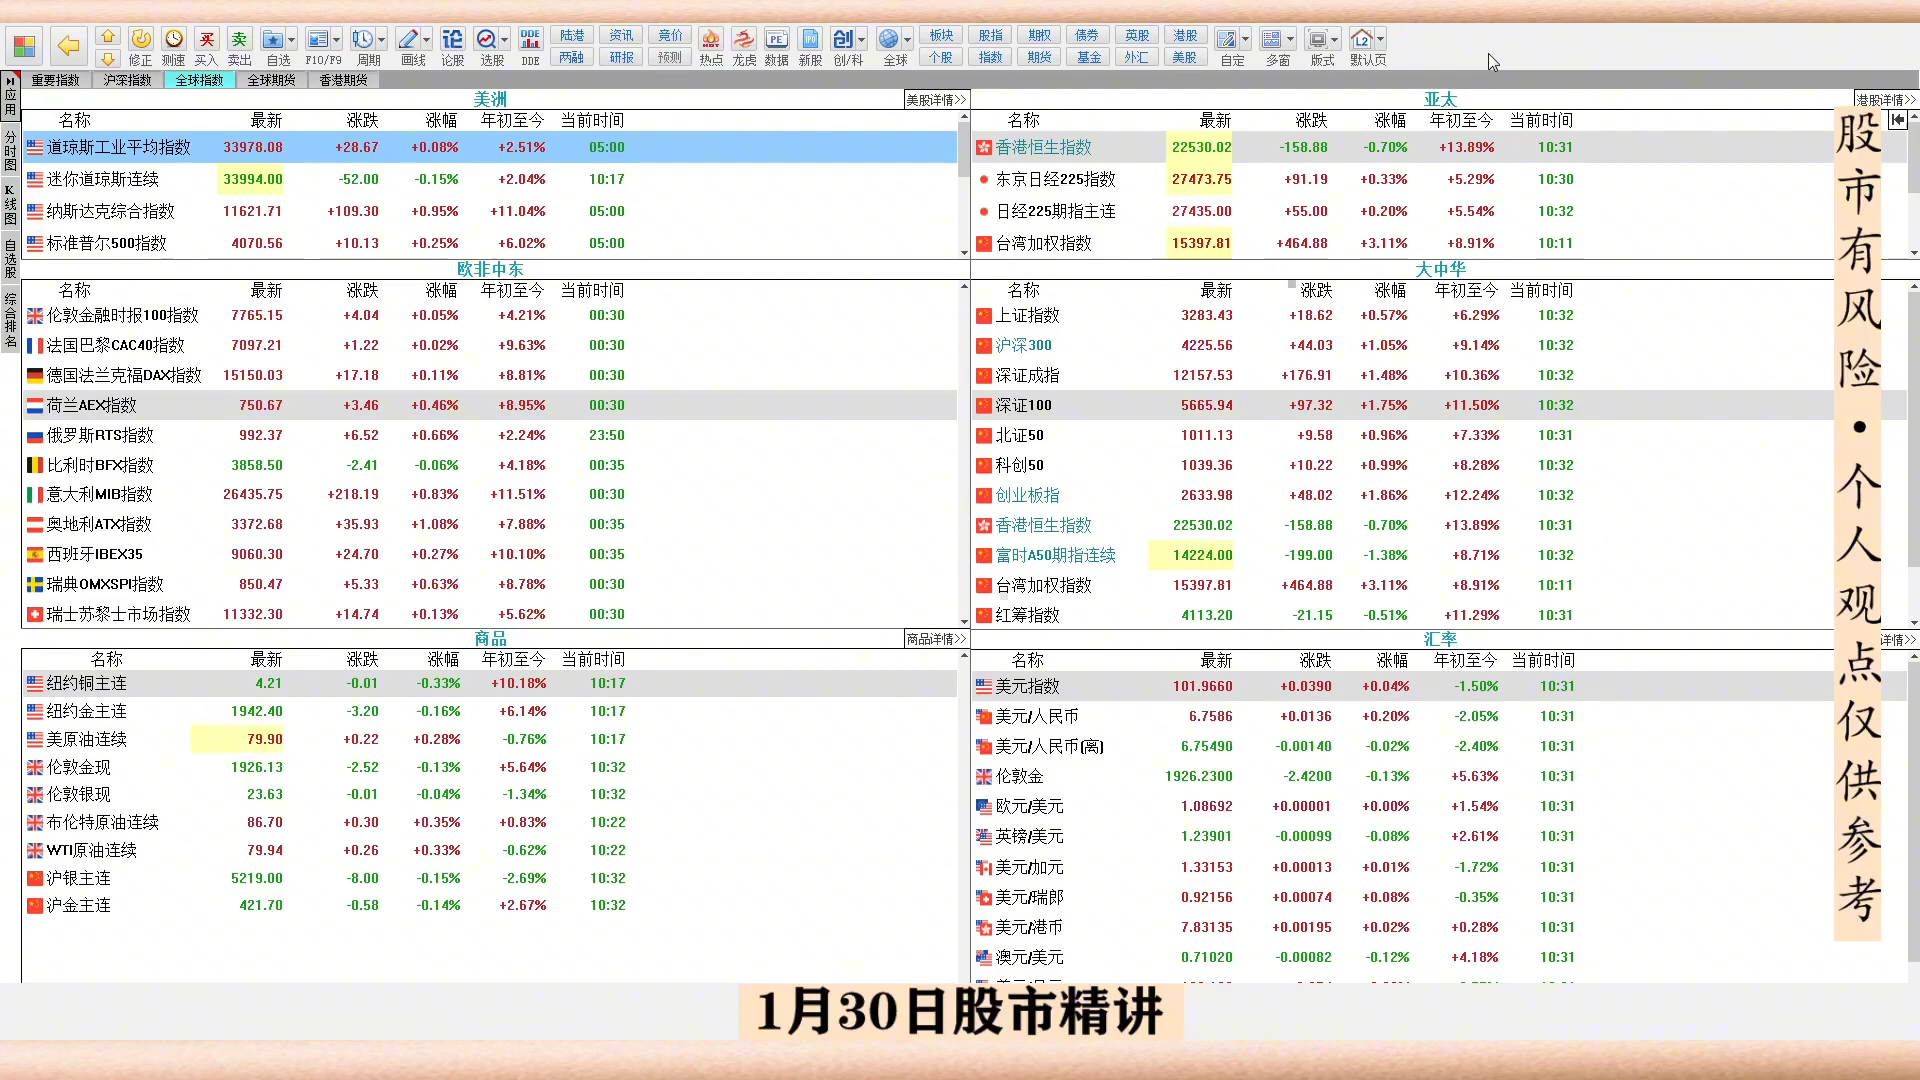 修正 测速 买入 卖出 自选 F10/F9 周期 画线 论股 选股 DDE 陆港 资讯 竞价 热点 龙虎 数据 新股 创/科 全球 板块 股指 期权 债券 英股 港股 自定 多窗 版式 默认页
两融 研报 预测 个股 指数 期货 基金 外汇 美股
重要指数 沪深指数 全球指数 全球期货 香港期货
应用
分时图
K线图
自选股
综合排名
美洲 美股详情>>
名称 最新 涨跌 涨幅 年初至今 当前时间
道琼斯工业平均指数 33978.08 +28.67 +0.08% +2.51% 05:00
迷你道琼斯连续 33994.00 -52.00 -0.15% +2.04% 10:17
纳斯达克综合指数 11621.71 +109.30 +0.95% +11.04% 05:00
标准普尔500指数 4070.56 +10.13 +0.25% +6.02% 05:00
亚太 港股详情>>
名称 最新 涨跌 涨幅 年初至今 当前时间
香港恒生指数 22530.02 -158.88 -0.70% +13.89% 10:31
东京日经225指数 27473.75 +91.19 +0.33% +5.29% 10:30
日经225期指主连 27435.00 +55.00 +0.20% +5.54% 10:32
台湾加权指数 15397.81 +464.88 +3.11% +8.91% 10:11
欧非中东
名称 最新 涨跌 涨幅 年初至今 当前时间
伦敦金融时报100指数 7765.15 +4.04 +0.05% +4.21% 00:30
法国巴黎CAC40指数 7097.21 +1.22 +0.02% +9.63% 00:30
德国法兰克福DAX指数 15150.03 +17.18 +0.11% +8.81% 00:30
荷兰AEX指数 750.67 +3.46 +0.46% +8.95% 00:30
俄罗斯RTS指数 992.37 +6.52 +0.66% +2.24% 23:50
比利时BFX指数 3858.50 -2.41 -0.06% +4.18% 00:35
意大利MIB指数 26435.75 +218.19 +0.83% +11.51% 00:30
奥地利ATX指数 3372.68 +35.93 +1.08% +7.88% 00:35
西班牙IBEX35 9060.30 +24.70 +0.27% +10.10% 00:35
瑞典OMXSPI指数 850.47 +5.33 +0.63% +8.78% 00:30
瑞士苏黎士市场指数 11332.30 +14.74 +0.13% +5.62% 00:30
大中华
名称 最新 涨跌 涨幅 年初至今 当前时间
上证指数 3283.43 +18.62 +0.57% +6.29% 10:32
沪深300 4225.56 +44.03 +1.05% +9.14% 10:32
深证成指 12157.53 +176.91 +1.48% +10.36% 10:32
深证100 5665.94 +97.32 +1.75% +11.50% 10:32
北证50 1011.13 +9.58 +0.96% +7.33% 10:31
科创50 1039.36 +10.22 +0.99% +8.28% 10:32
创业板指 2633.98 +48.02 +1.86% +12.24% 10:32
香港恒生指数 22530.02 -158.88 -0.70% +13.89% 10:31
富时A50期指连续 14224.00 -199.00 -1.38% +8.71% 10:32
台湾加权指数 15397.81 +464.88 +3.11% +8.91% 10:11
红筹指数 4113.20 -21.15 -0.51% +11.29% 10:31
商品 商品详情>>
名称 最新 涨跌 涨幅 年初至今 当前时间
纽约铜主连 4.21 -0.01 -0.33% +10.18% 10:17
纽约金主连 1942.40 -3.20 -0.16% +6.14% 10:17
美原油连续 79.90 +0.22 +0.28% -0.76% 10:17
伦敦金现 1926.13 -2.52 -0.13% +5.64% 10:32
伦敦银现 23.63 -0.01 -0.04% -1.34% 10:32
布伦特原油连续 86.70 +0.30 +0.35% +0.83% 10:22
WTI原油连续 79.94 +0.26 +0.33% -0.62% 10:22
沪银主连 5219.00 -8.00 -0.15% -2.69% 10:32
沪金主连 421.70 -0.58 -0.14% +2.67% 10:32
汇率 详情>>
名称 最新 涨跌 涨幅 年初至今 当前时间
美元指数 101.9660 +0.0390 +0.04% -1.50% 10:31
美元/人民币 6.7586 +0.0136 +0.20% -2.05% 10:31
美元/人民币(离) 6.75490 -0.00140 -0.02% -2.40% 10:31
伦敦金 1926.2300 -2.4200 -0.13% +5.63% 10:31
欧元/美元 1.08692 +0.00001 +0.00% +1.54% 10:31
英镑/美元 1.23901 -0.00099 -0.08% +2.61% 10:31
美元/加元 1.33153 +0.00013 +0.01% -1.72% 10:31
美元/瑞郎 0.92156 +0.00074 +0.08% -0.35% 10:31
美元/港币 7.83135 +0.00195 +0.02% +0.28% 10:31
澳元/美元 0.71020 -0.00082 -0.12% +4.18% 10:31
股市有风险·个人观点仅供参考
1月30日股市精讲